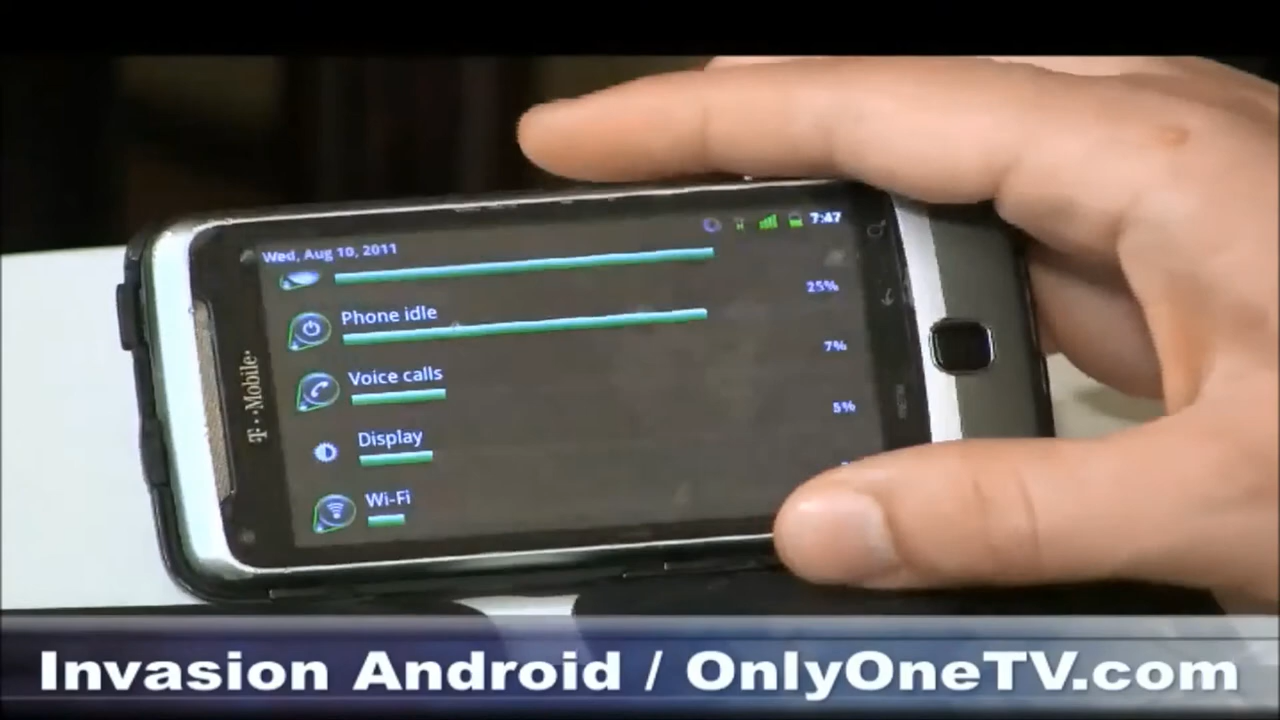 7:47
Wed, Aug 10, 2011
25%
Phone idle
7%
Voice calls
5%
Display
Wi-Fi
T··Mobile·
Invasion Android / OnlyOneTV.com